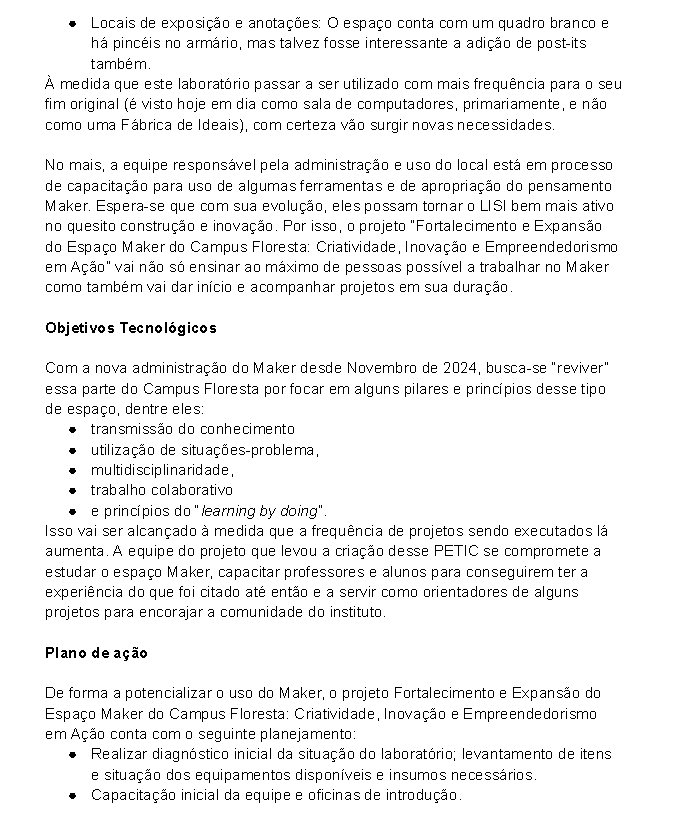 ● Locais de exposição e anotações: O espaço conta com um quadro branco e
há pincéis no armário, mas talvez fosse interessante a adição de post-its
também.
À medida que este laboratório passar a ser utilizado com mais frequência para o seu
fim original (é visto hoje em dia como sala de computadores, primariamente, e não
como uma Fábrica de Ideais), com certeza vão surgir novas necessidades.
No mais, a equipe responsável pela administração e uso do local está em processo
de capacitação para uso de algumas ferramentas e de apropriação do pensamento
Maker. Espera-se que com sua evolução, eles possam tornar o LISI bem mais ativo
no quesito construção e inovação. Por isso, o projeto “Fortalecimento e Expansão
do Espaço Maker do Campus Floresta: Criatividade, Inovação e Empreendedorismo
em Ação” vai não só ensinar ao máximo de pessoas possível a trabalhar no Maker
como também vai dar início e acompanhar projetos em sua duração.
Objetivos Tecnológicos
Com a nova administração do Maker desde Novembro de 2024, busca-se “reviver”
essa parte do Campus Floresta por focar em alguns pilares e princípios desse tipo
de espaço, dentre eles:
● transmissão do conhecimento
● utilização de situações-problema,
● multidisciplinaridade,
● trabalho colaborativo
● e princípios do “learning by doing”.
Isso vai ser alcançado à medida que a frequência de projetos sendo executados lá
aumenta. A equipe do projeto que levou a criação desse PETIC se compromete a
estudar o espaço Maker, capacitar professores e alunos para conseguirem ter a
experiência do que foi citado até então e a servir como orientadores de alguns
projetos para encorajar a comunidade do instituto.
Plano de ação
De forma a potencializar o uso do Maker, o projeto Fortalecimento e Expansão do
Espaço Maker do Campus Floresta: Criatividade, Inovação e Empreendedorismo
em Ação conta com o seguinte planejamento:
● Realizar diagnóstico inicial da situação do laboratório; levantamento de itens
e situação dos equipamentos disponíveis e insumos necessários.
● Capacitação inicial da equipe e oficinas de introdução.